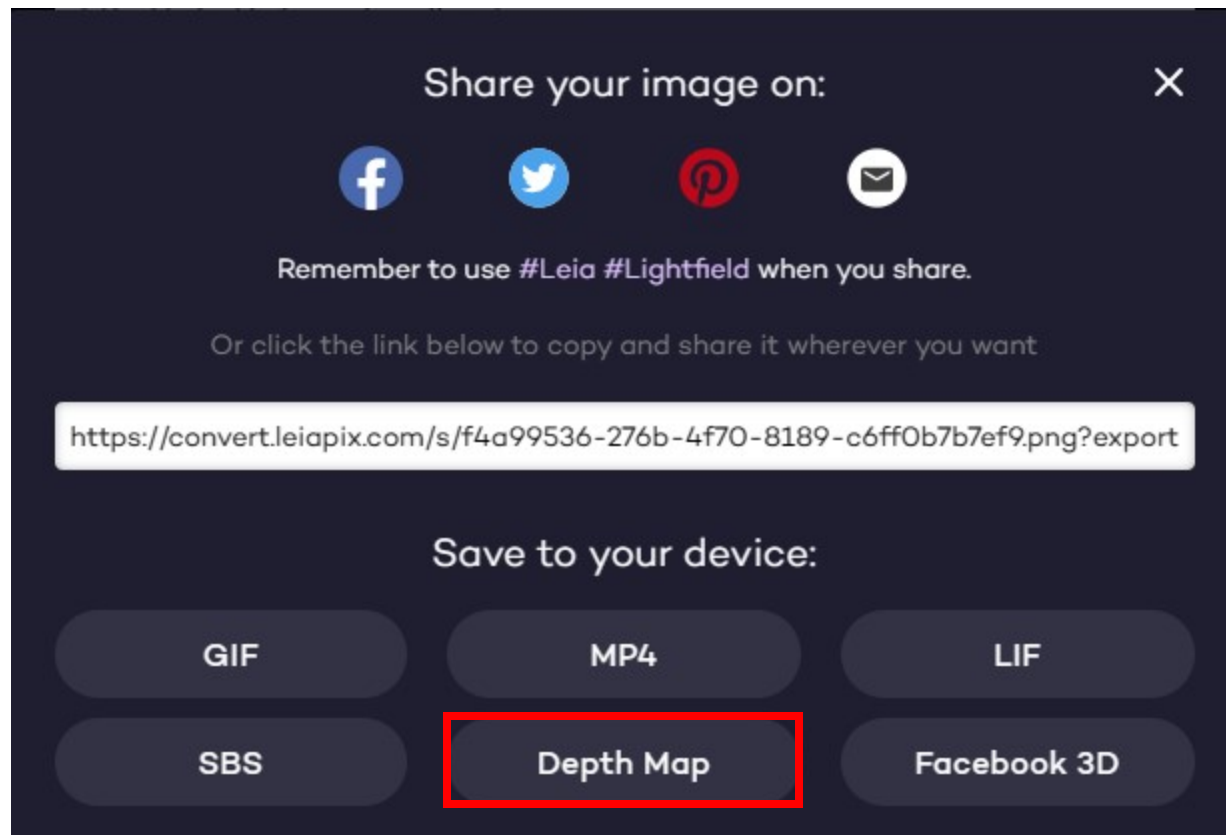 Share your image on:
Remember to use #Leia #Lightfield when you share.
Or click the link below to copy and share it wherever you want
https://convert.leiapix.com/s/f4a99536-276b-4f70-8189-c6ff0b7b7ef9.png?export
Save to your device:
GIF MP4 LIF
SBS Depth Map Facebook 3D